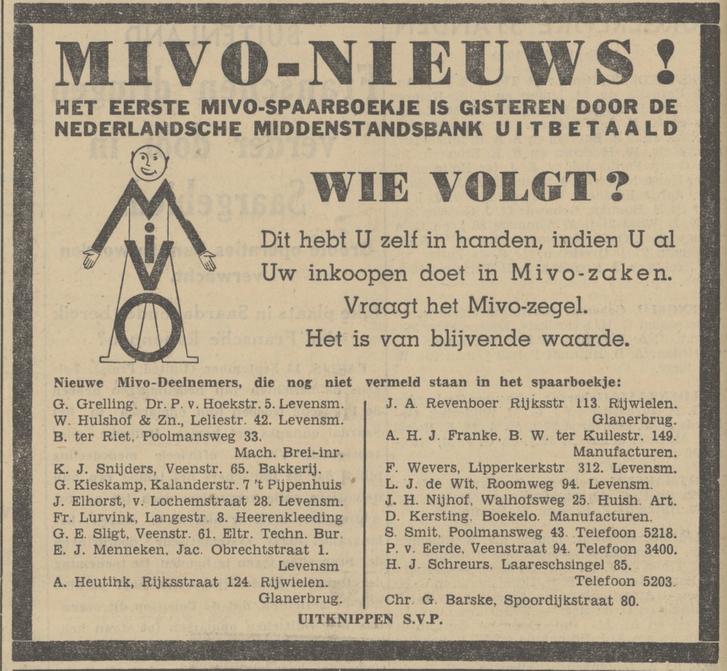 MIVO-NIEUWS!
HET EERSTE MIVO-SPAARBOEKJE IS GISTEREN DOOR DE
NEDERLANDSCHE MIDDENSTANDSBANK UITBETAALD
MiVO
WIE VOLGT?
Dit hebt U zelf in handen, indien U al
Uw inkoopen doet in Mivo-zaken.
Vraagt het Mivo-zegel.
Het is van blijvende waarde.
Nieuwe Mivo-Deelnemers, die nog niet vermeld staan in het spaarboekje:
G. Grelling, Dr. P. v. Hoekstr. 5. Levensm.
W. Hulshof & Zn., Leliestr. 42. Levensm.
B. ter Riet, Poolmansweg 33.
Mach. Brei-inr.
K. J. Snijders, Veenstr. 65. Bakkerij.
G. Kieskamp, Kalanderstr. 7 't Pijpenhuis
J. Elhorst, v. Lochemstraat 28. Levensm.
Fr. Lurvink, Langestr. 8. Heerenkleeding
G. E. Sligt, Veenstr. 61. Eltr. Techn. Bur.
E. J. Menneken, Jac. Obrechtstraat 1.
Levensm
A. Heutink, Rijksstraat 124. Rijwielen.
Glanerbrug.
J. A. Revenboer Rijksstr 113. Rijwielen.
Glanerbrug.
A. H. J. Franke, B. W. ter Kuilestr. 149.
Manufacturen.
F. Wevers, Lipperkerkstr 312. Levensm.
L. J. de Wit, Roomweg 94. Levensm.
J. H. Nijhof, Walhofsweg 25. Huish. Art.
D. Kersting, Boekelo. Manufacturen.
S. Smit, Poolmansweg 43. Telefoon 5218.
P. v. Eerde, Veenstraat 94. Telefoon 3400.
H. J. Schreurs, Laareschsingel 85.
Telefoon 5203.
Chr. G. Barske, Spoordijkstraat 80.
UITKNIPPEN S.V.P.